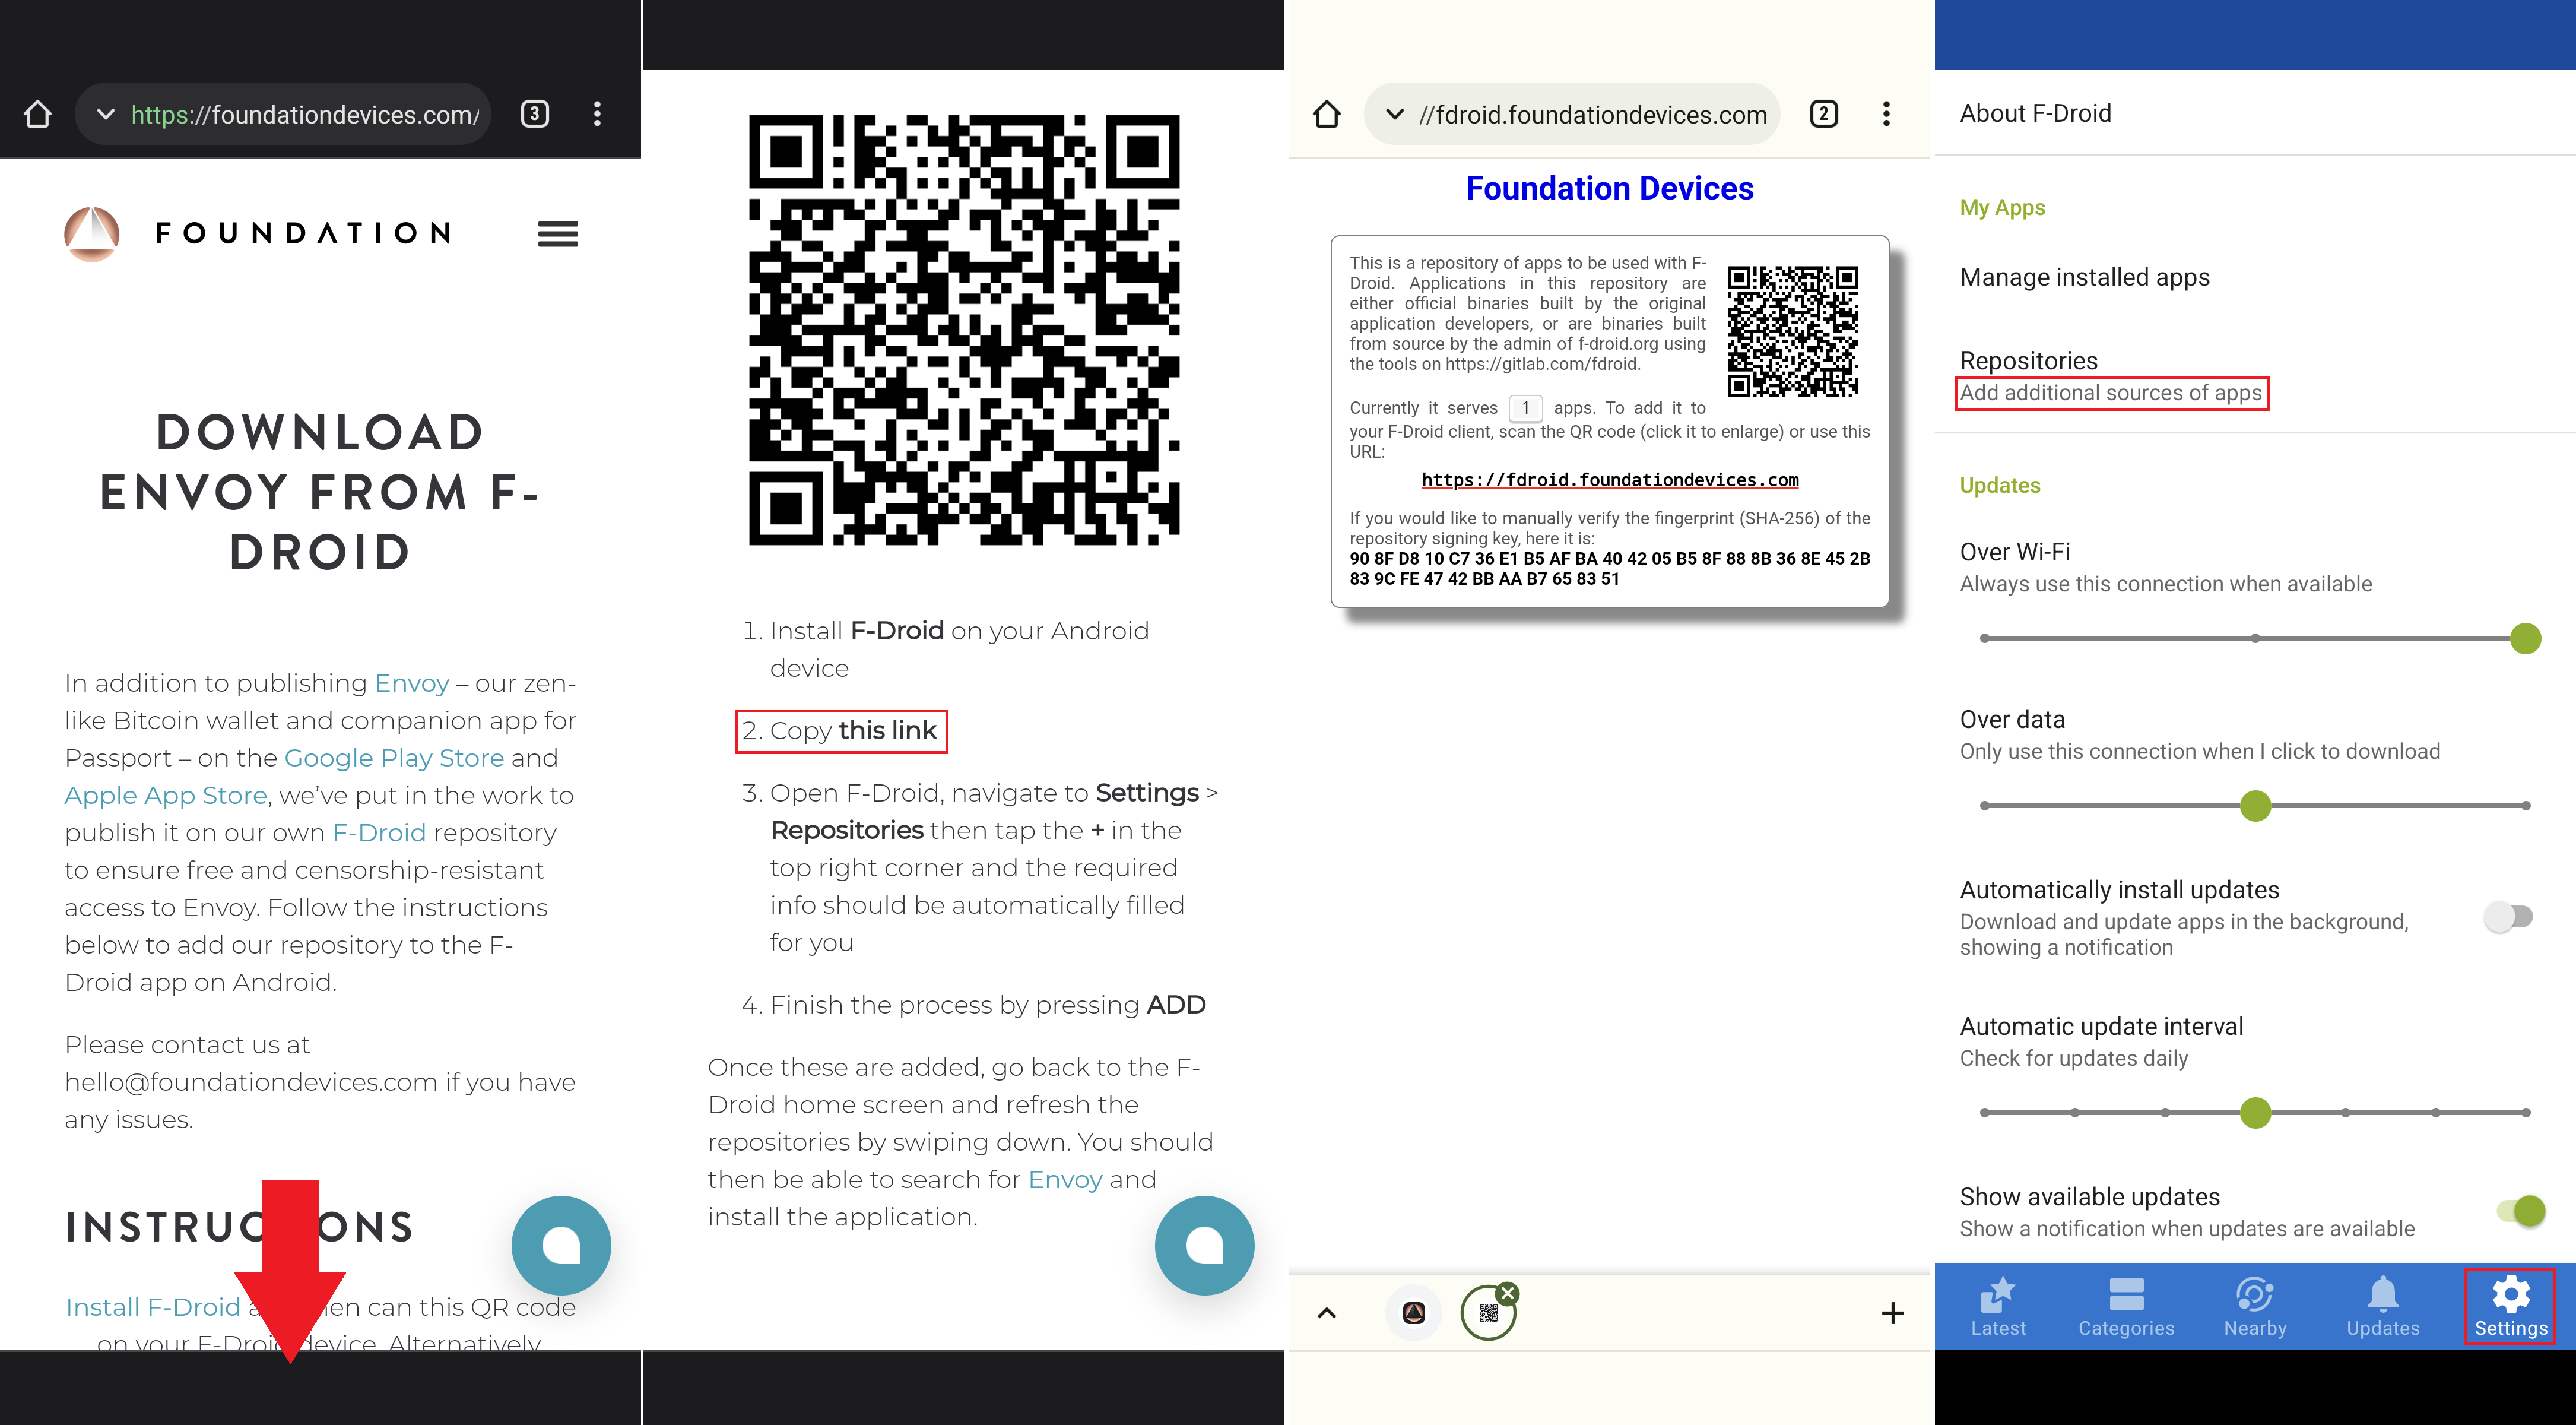 https://foundationdevices.com/
3
FOUNDATION
DOWNLOAD
ENVOY FROM F-
DROID
In addition to publishing Envoy – our zen-
like Bitcoin wallet and companion app for
Passport – on the Google Play Store and
Apple App Store, we've put in the work to
publish it on our own F-Droid repository
to ensure free and censorship-resistant
access to Envoy. Follow the instructions
below to add our repository to the F-
Droid app on Android.
Please contact us at
hello@foundationdevices.com if you have
any issues.
INSTRUC ONS
Install F-Droid a en can this QR code
on your F-Droid device. Alternatively,
1. Install F-Droid on your Android
device
2. Copy this link
3. Open F-Droid, navigate to Settings >
Repositories then tap the + in the
top right corner and the required
info should be automatically filled
for you
4. Finish the process by pressing ADD
Once these are added, go back to the F-
Droid home screen and refresh the
repositories by swiping down. You should
then be able to search for Envoy and
install the application.
//fdroid.foundationdevices.com
2
Foundation Devices
This is a repository of apps to be used with F-
Droid. Applications in this repository are
either official binaries built by the original
application developers, or are binaries built
from source by the admin of f-droid.org using
the tools on https://gitlab.com/fdroid.
Currently it serves 1 apps. To add it to
your F-Droid client, scan the QR code (click it to enlarge) or use this
URL:
https://fdroid.foundationdevices.com
If you would like to manually verify the fingerprint (SHA-256) of the
repository signing key, here it is:
90 8F D8 10 C7 36 E1 B5 AF BA 40 42 05 B5 8F 88 8B 36 8E 45 2B
83 9C FE 47 42 BB AA B7 65 83 51
About F-Droid
My Apps
Manage installed apps
Repositories
Add additional sources of apps
Updates
Over Wi-Fi
Always use this connection when available
Over data
Only use this connection when I click to download
Automatically install updates
Download and update apps in the background,
showing a notification
Automatic update interval
Check for updates daily
Show available updates
Show a notification when updates are available
Latest
Categories
Nearby
Updates
Settings